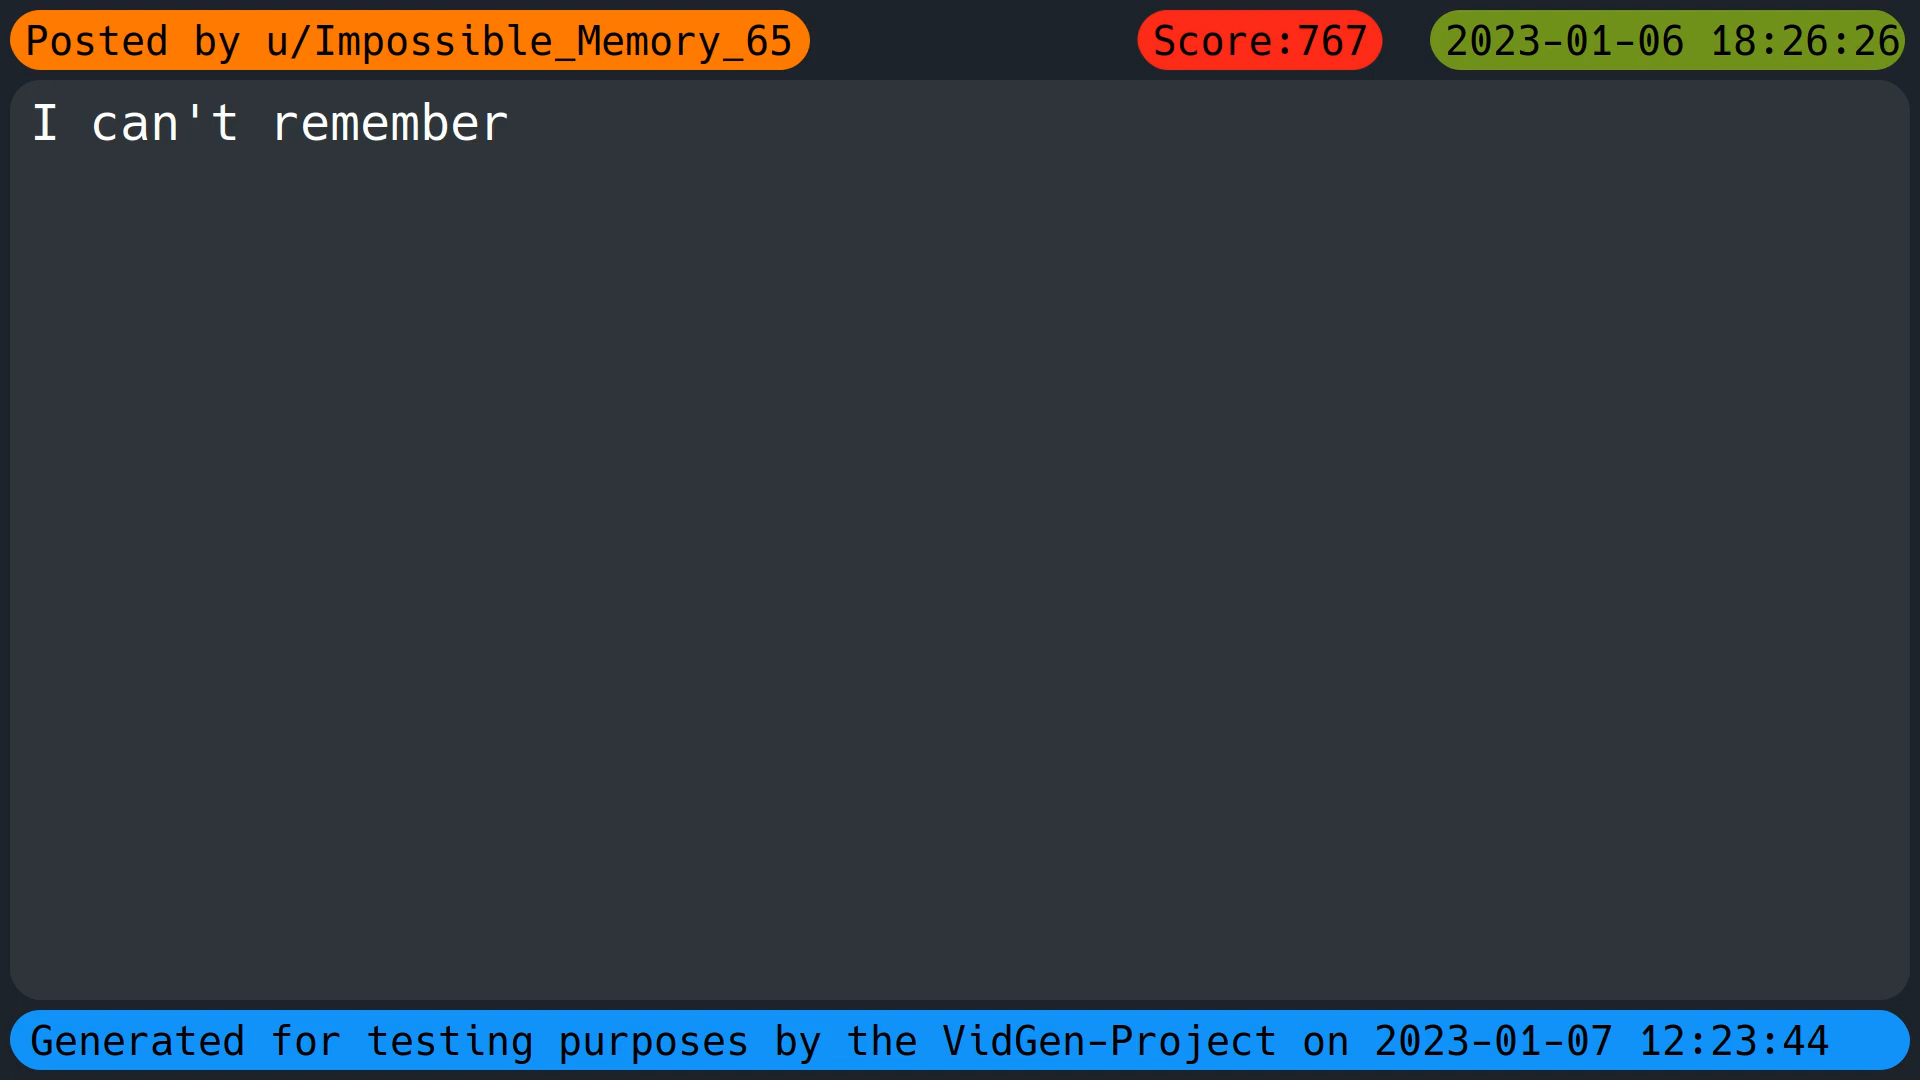 Posted by u/Impossible_Memory_65 Score:767 2023-01-06 18:26:26
I can't remember
Generated for testing purposes by the VidGen-Project on 2023-01-07 12:23:44